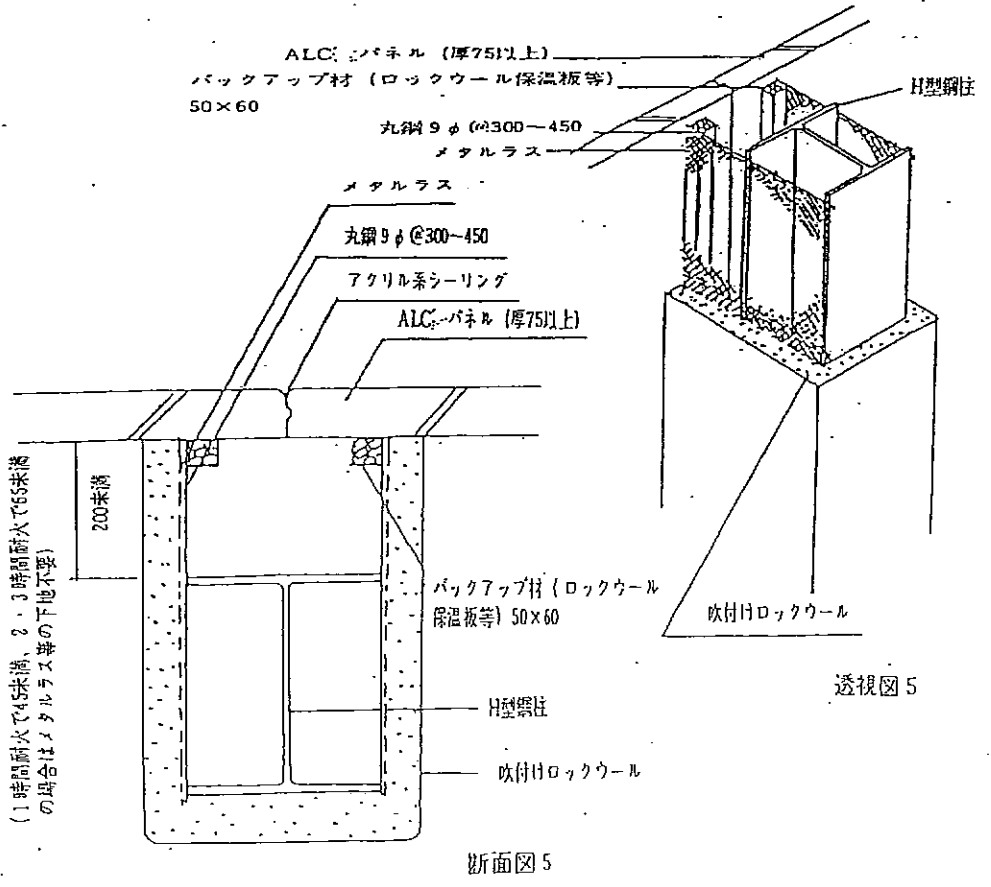 ALCパネル (厚75以上)
バックアップ材 (ロックウール保温板等)
50×60
丸鋼9φ@300〜450
メタルラス
H型鋼柱
吹付けロックウール
透視図5
メタルラス
丸鋼9φ@300〜450
アクリル系シーリング
ALCパネル (厚75以上)
200未満
(1時間耐火で45未満、2・3時間耐火で65未満
の場合はメタルラス等の下地不要)
バックアップ材 (ロックウール
保温板等) 50×60
H型鋼柱
吹付けロックウール
断面図5